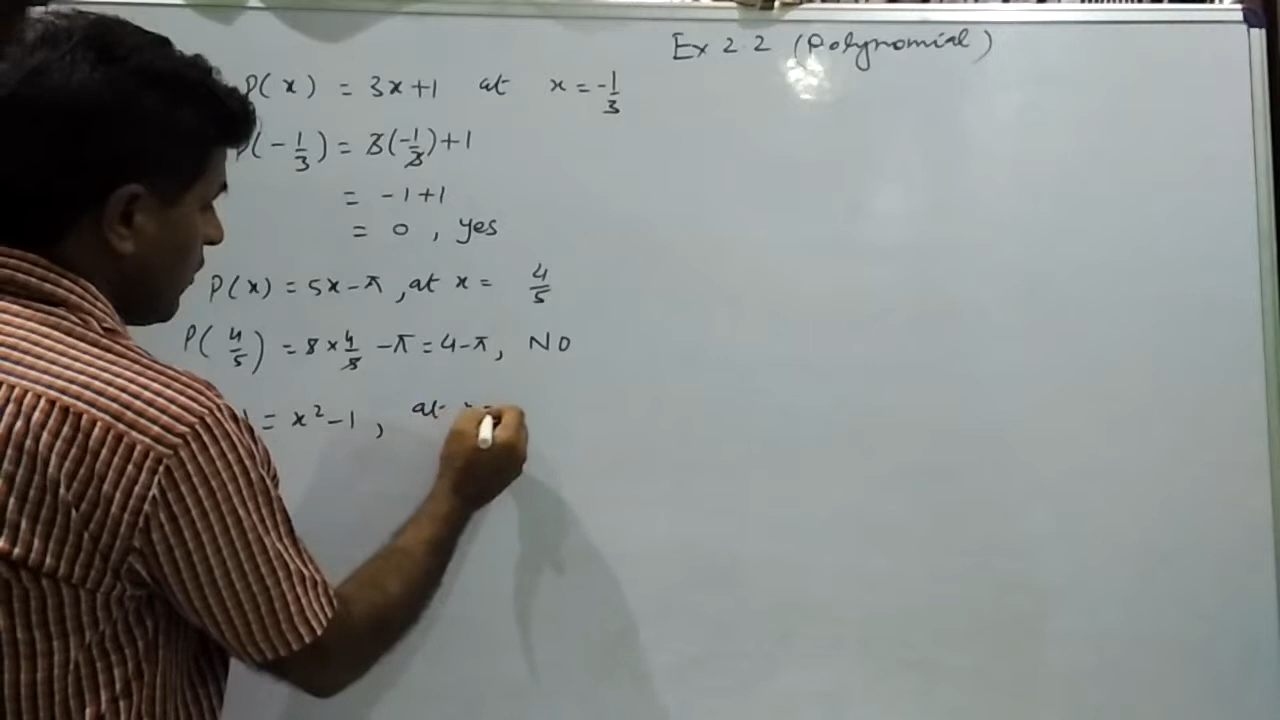 Ex 2.2 (Polynomial)
P(x) = 3x+1 at x = -1/3
P(-1/3) = 3(-1/3)+1
= -1+1
= 0, yes
P(x) = 5x-π, at x = 4/5
P(4/5) = 5×4/5 -π = 4-π, NO
= x²-1, at